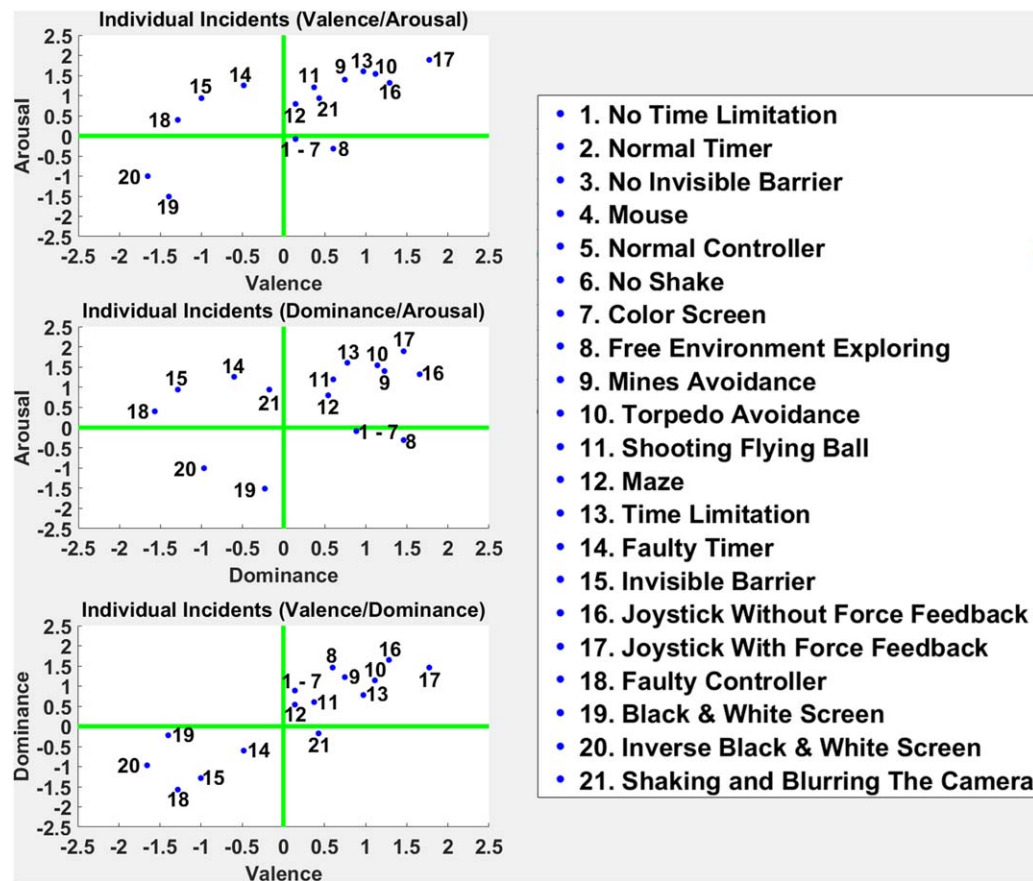 Individual Incidents (Valence/Arousal)
2.5
2
1.5
1
0.5
0
-0.5
-1
-1.5
-2
-2.5
Arousal
-2.5 -2 -1.5 -1 -0.5 0 0.5 1 1.5 2 2.5
Valence
17
13
10
9
16
11
14
15
21
12
18
1 - 7
8
20
19
Individual Incidents (Dominance/Arousal)
2.5
2
1.5
1
0.5
0
-0.5
-1
-1.5
-2
-2.5
Arousal
-2.5 -2 -1.5 -1 -0.5 0 0.5 1 1.5 2 2.5
Dominance
17
13
10
16
14
9
11
15
21
12
18
1 - 7
8
20
19
Individual Incidents (Valence/Dominance)
2.5
2
1.5
1
0.5
0
-0.5
-1
-1.5
-2
-2.5
Dominance
-2.5 -2 -1.5 -1 -0.5 0 0.5 1 1.5 2 2.5
Valence
16
8
10
9
17
1 - 7
13
11
12
21
19
14
20
15
18
1. No Time Limitation
2. Normal Timer
3. No Invisible Barrier
4. Mouse
5. Normal Controller
6. No Shake
7. Color Screen
8. Free Environment Exploring
9. Mines Avoidance
10. Torpedo Avoidance
11. Shooting Flying Ball
12. Maze
13. Time Limitation
14. Faulty Timer
15. Invisible Barrier
16. Joystick Without Force Feedback
17. Joystick With Force Feedback
18. Faulty Controller
19. Black & White Screen
20. Inverse Black & White Screen
21. Shaking and Blurring The Camera